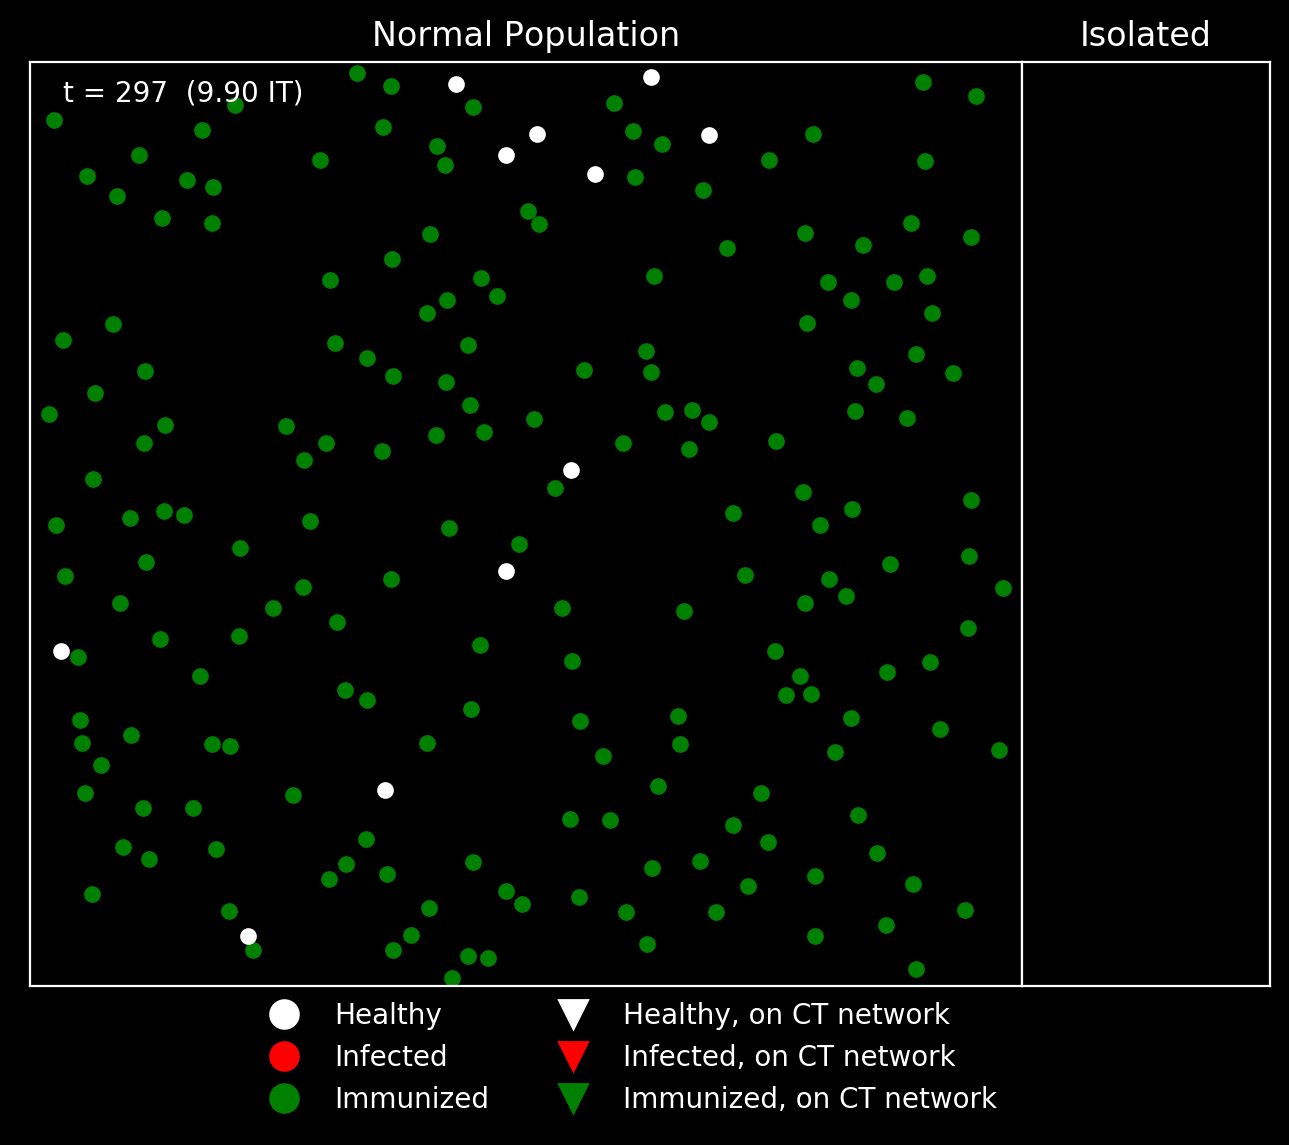 Normal Population
Isolated
t = 297  (9.90 IT)
Healthy
Infected
Immunized
Healthy, on CT network
Infected, on CT network
Immunized, on CT network